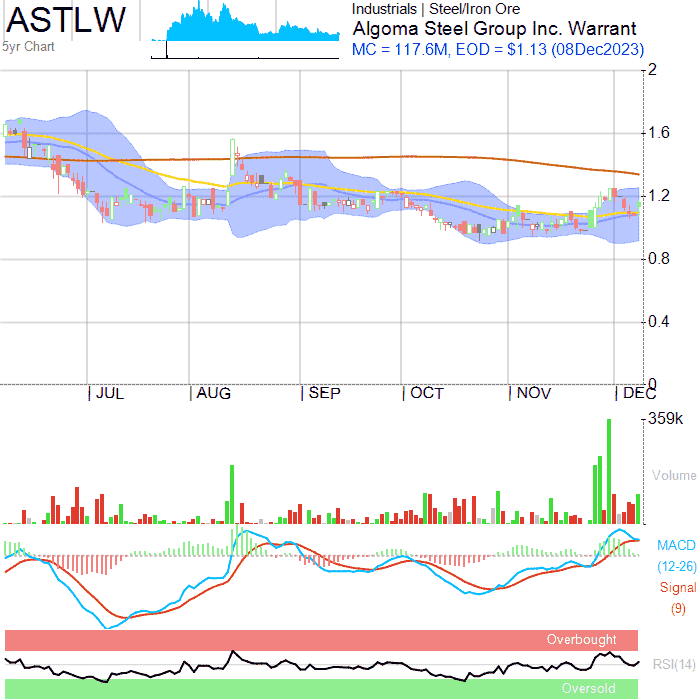 ASTLW
5yr Chart
Industrials | Steel/Iron Ore
Algoma Steel Group Inc. Warrant
MC = 117.6M, EOD = $1.13 (08Dec2023)
2
1.6
1.2
0.8
0.4
0
JUL AUG SEP OCT NOV DEC
359k
Volume
MACD
(12-26)
Signal
(9)
Overbought
RSI(14)
Oversold